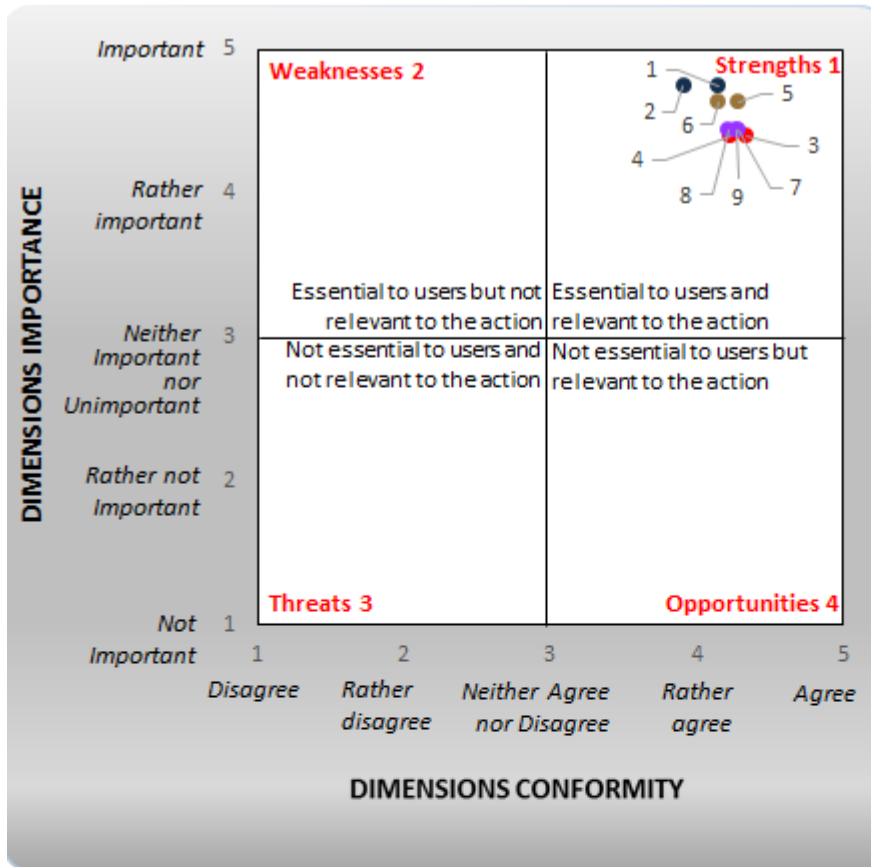 Important 5
Weaknesses 2
Strengths 1
1
2
5
6
4
3
8
9
7
Rather
important
4
DIMENSIONS IMPORTANCE
Essential to users but not
relevant to the action
Essential to users and
relevant to the action
Neither
Important
nor
Unimportant
3
Not essential to users and
not relevant to the action
Not essential to users but
relevant to the action
Rather not
Important
2
Threats 3
Opportunities 4
Not
Important
1
1
2
3
4
5
Disagree
Rather
disagree
Neither Agree
nor Disagree
Rather
agree
Agree
DIMENSIONS CONFORMITY